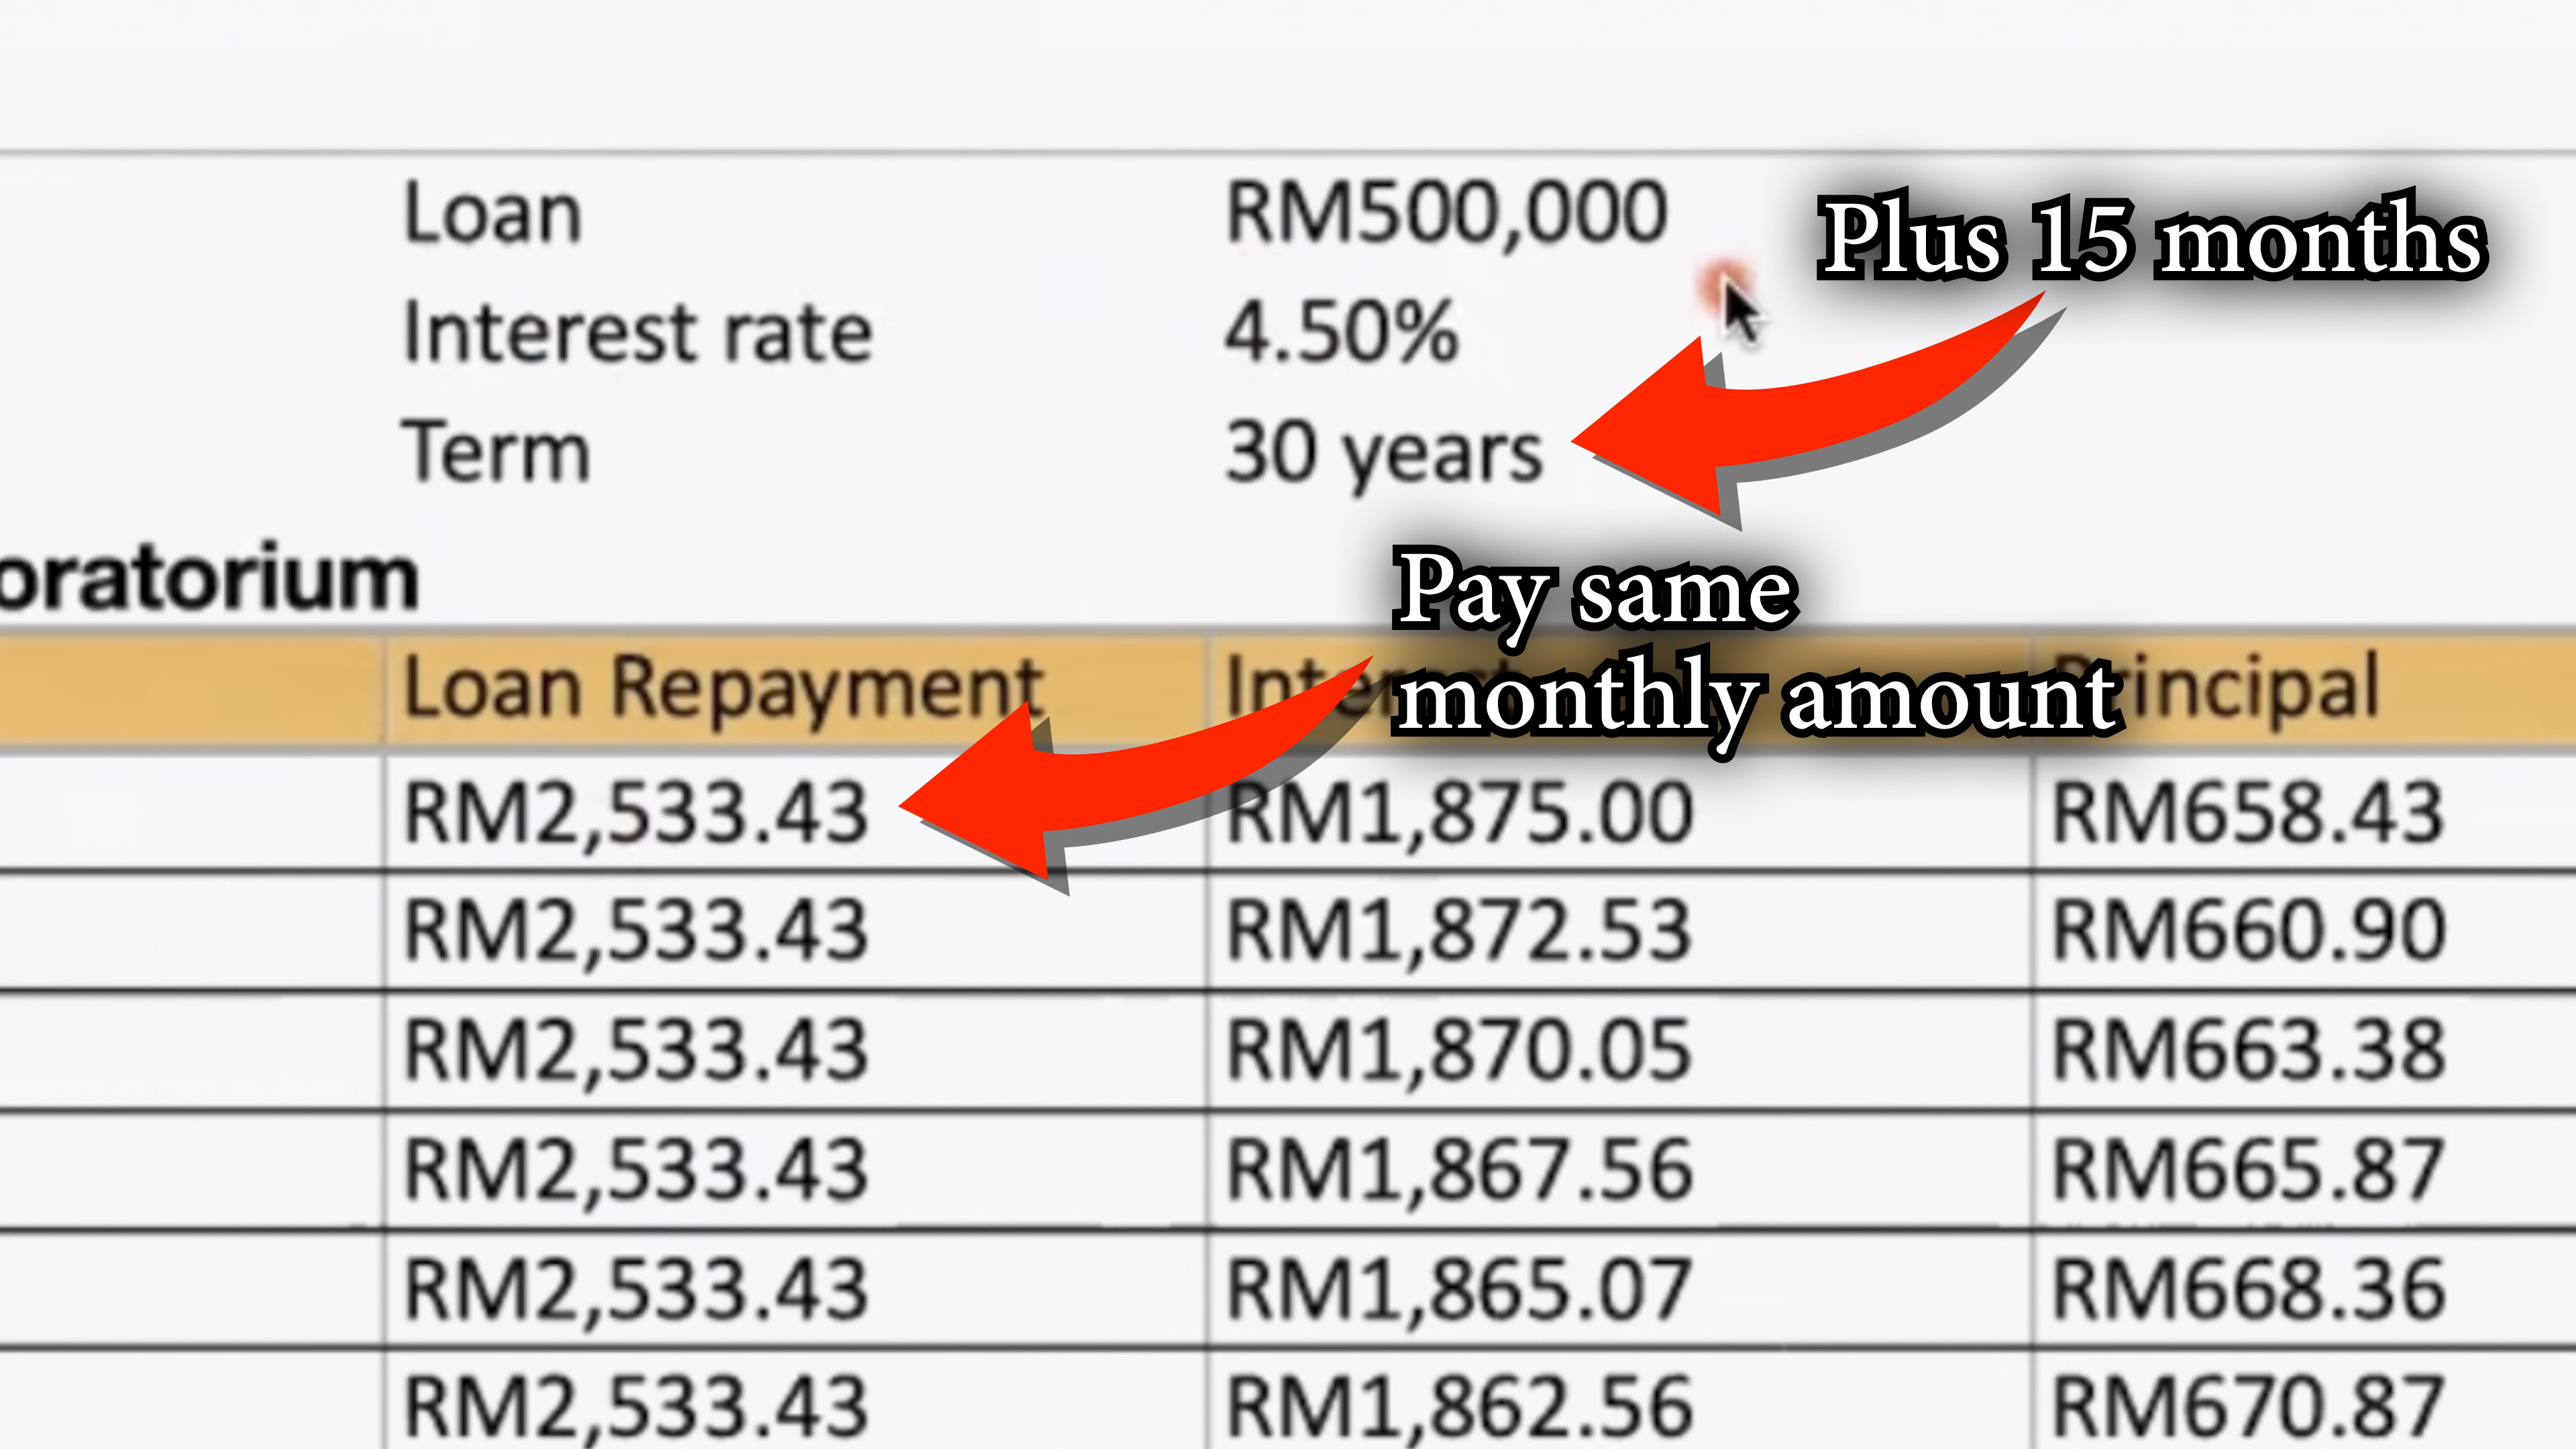 Loan RM500,000 Plus 15 months
Interest rate 4.50%
Term 30 years
oratorium
Pay same
monthly amount
Loan Repayment Principal
RM2,533.43 RM1,875.00 RM658.43
RM2,533.43 RM1,872.53 RM660.90
RM2,533.43 RM1,870.05 RM663.38
RM2,533.43 RM1,867.56 RM665.87
RM2,533.43 RM1,865.07 RM668.36
RM2,533.43 RM1,862.56 RM670.87